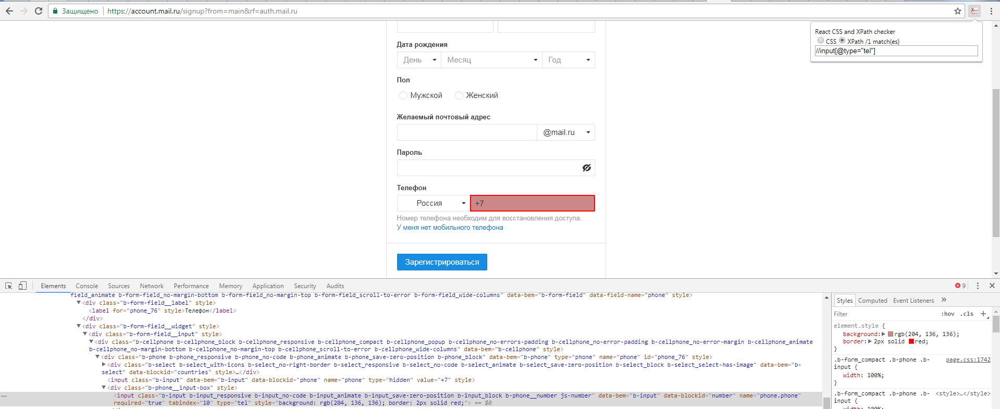 Защищено https://account.mail.ru/signup?from=main&rf=auth.mail.ru
React CSS and XPath checker
CSS XPath /1 match(es)
//input[@type="tel"]
Дата рождения
День Месяц Год
Пол
Мужской Женский
Желаемый почтовый адрес
@mail.ru
Пароль
Телефон
Россия +7
Номер телефона необходим для восстановления доступа.
У меня нет мобильного телефона
Зарегистрироваться
Elements Console Sources Network Performance Memory Application Security Audits 9
field_animate b-form-field_no-margin-bottom b-form-field_no-margin-top b-form-field_scroll-to-error b-form-field_wide-columns" data-bem="b-form-field" data-field-name="phone" style>
<div class="b-form-field__label" style>
<label for="phone_76" style>Телефон</label>
</div>
<div class="b-form-field__widget" style>
<div class="b-form-field__input" style>
<div class="b-cellphone b-cellphone_block b-cellphone_responsive b-cellphone_compact b-cellphone_popup b-cellphone_no-errors-padding b-cellphone_no-error-padding b-cellphone_no-error-margin b-cellphone_animate
b-cellphone_no-margin-bottom b-cellphone_no-margin-top b-cellphone_scroll-to-error b-cellphone_wide-columns" data-bem="b-cellphone" style>
<div class="b-phone b-phone_responsive b-phone_no-code b-phone_animate b-phone_save-zero-position b-phone_block" data-bem="b-phone" type="phone" name="phone" id="phone_76" style>
<div class="b-select b-select_with-icons b-select_no-right-border b-select_responsive b-select_no-code b-select_animate b-select_save-zero-position b-select_block b-select_select-has-image" data-bem="b-
select" data-blockid="countries" style>…</div>
<input class="b-input" data-bem="b-input" data-blockid="phone" name="phone" type="hidden" value="+7" style>
<div class="b-phone__input-box" style>
<input class="b-input b-input_responsive b-input_no-code b-input_animate b-input_save-zero-position b-input_block b-phone__number js-number" data-bem="b-input" data-blockid="number" name="phone.phone"
required="true" tabindex="10" type="tel" style="background: rgb(204, 136, 136); border: 2px solid red;"> == $0
Styles Computed Event Listeners »
Filter :hov .cls +
element.style {
background: rgb(204, 136, 136);
border: 2px solid red;
}
.b-form_compact .b-phone .b- page.css:1742
input {
width: 100%;
}
.b-form_compact .b-phone .b- <style>…</style>
input {
width: 100%;